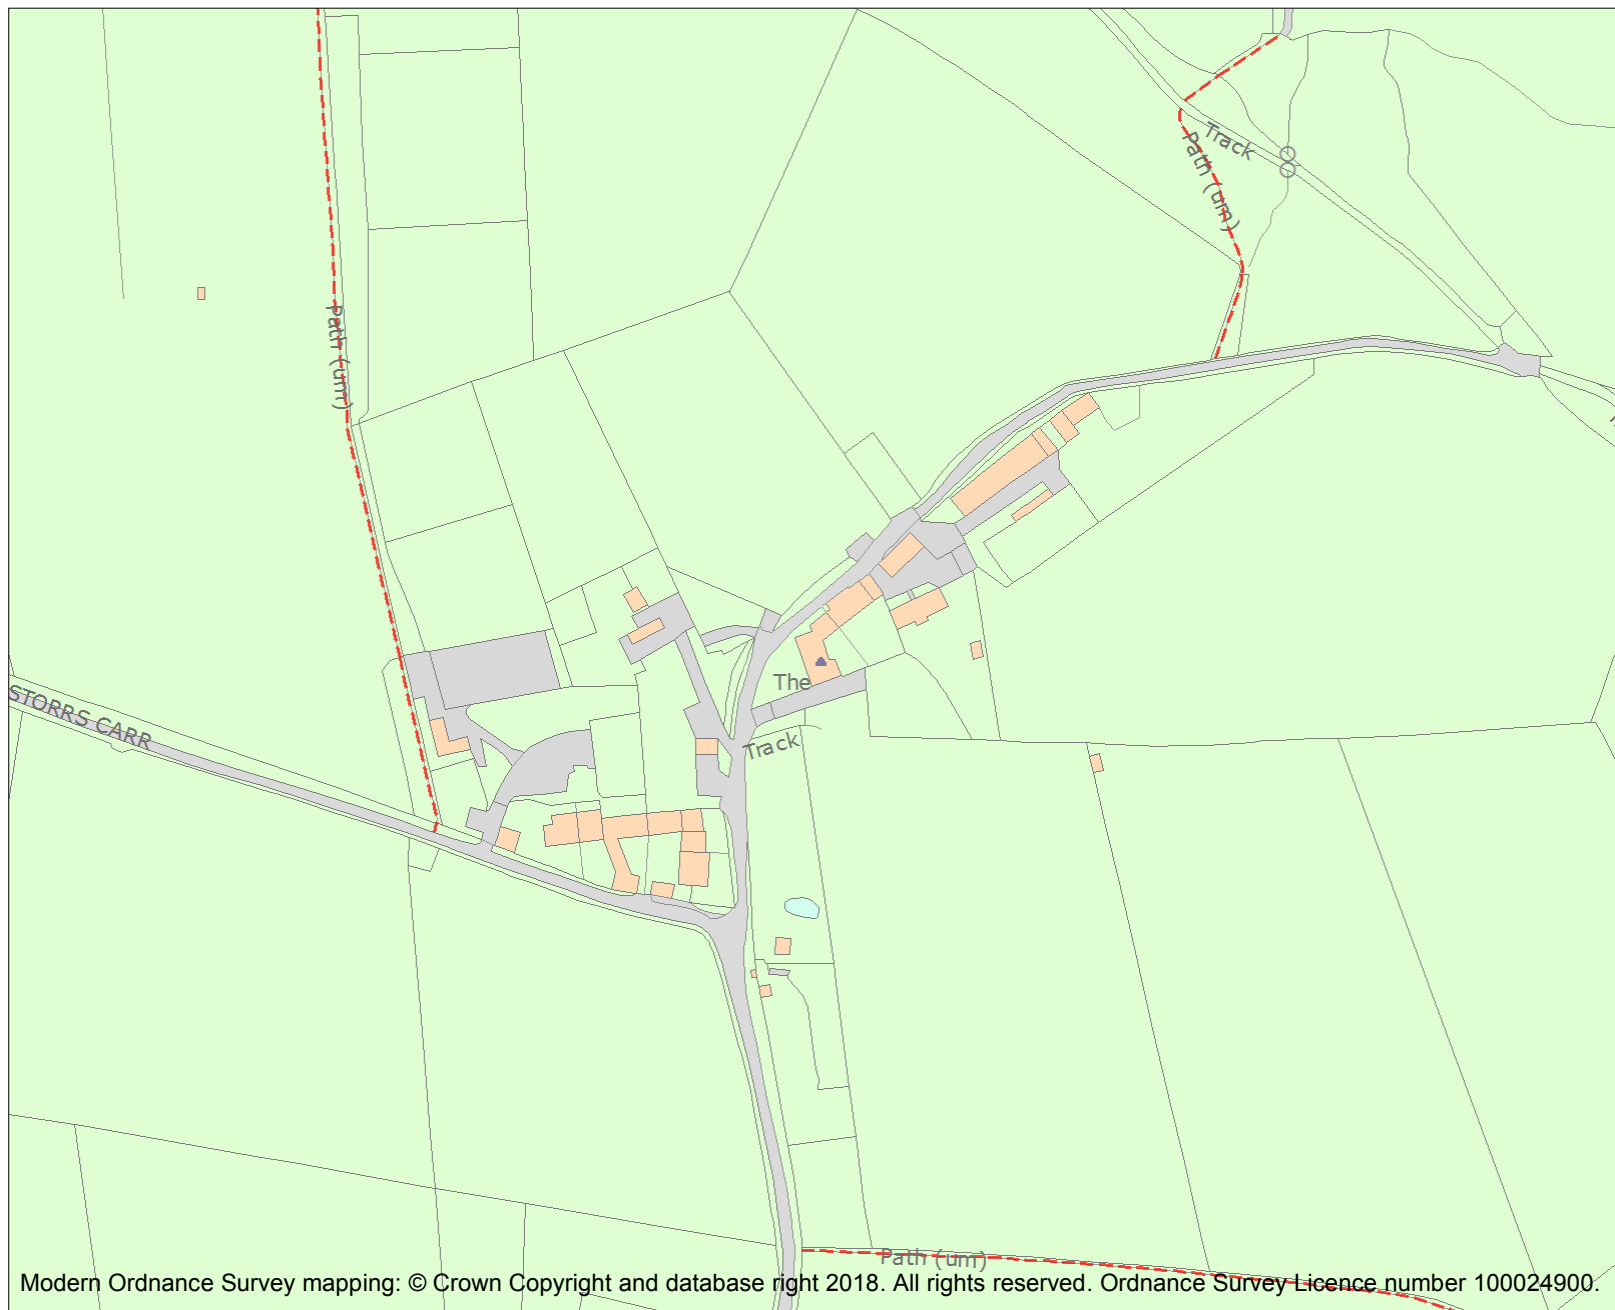 Track
Path (um)
Path (um)
The
STORRS CARR
Track
Path (um)
Modern Ordnance Survey mapping: © Crown Copyright and database right 2018. All rights reserved. Ordnance Survey Licence number 100024900.